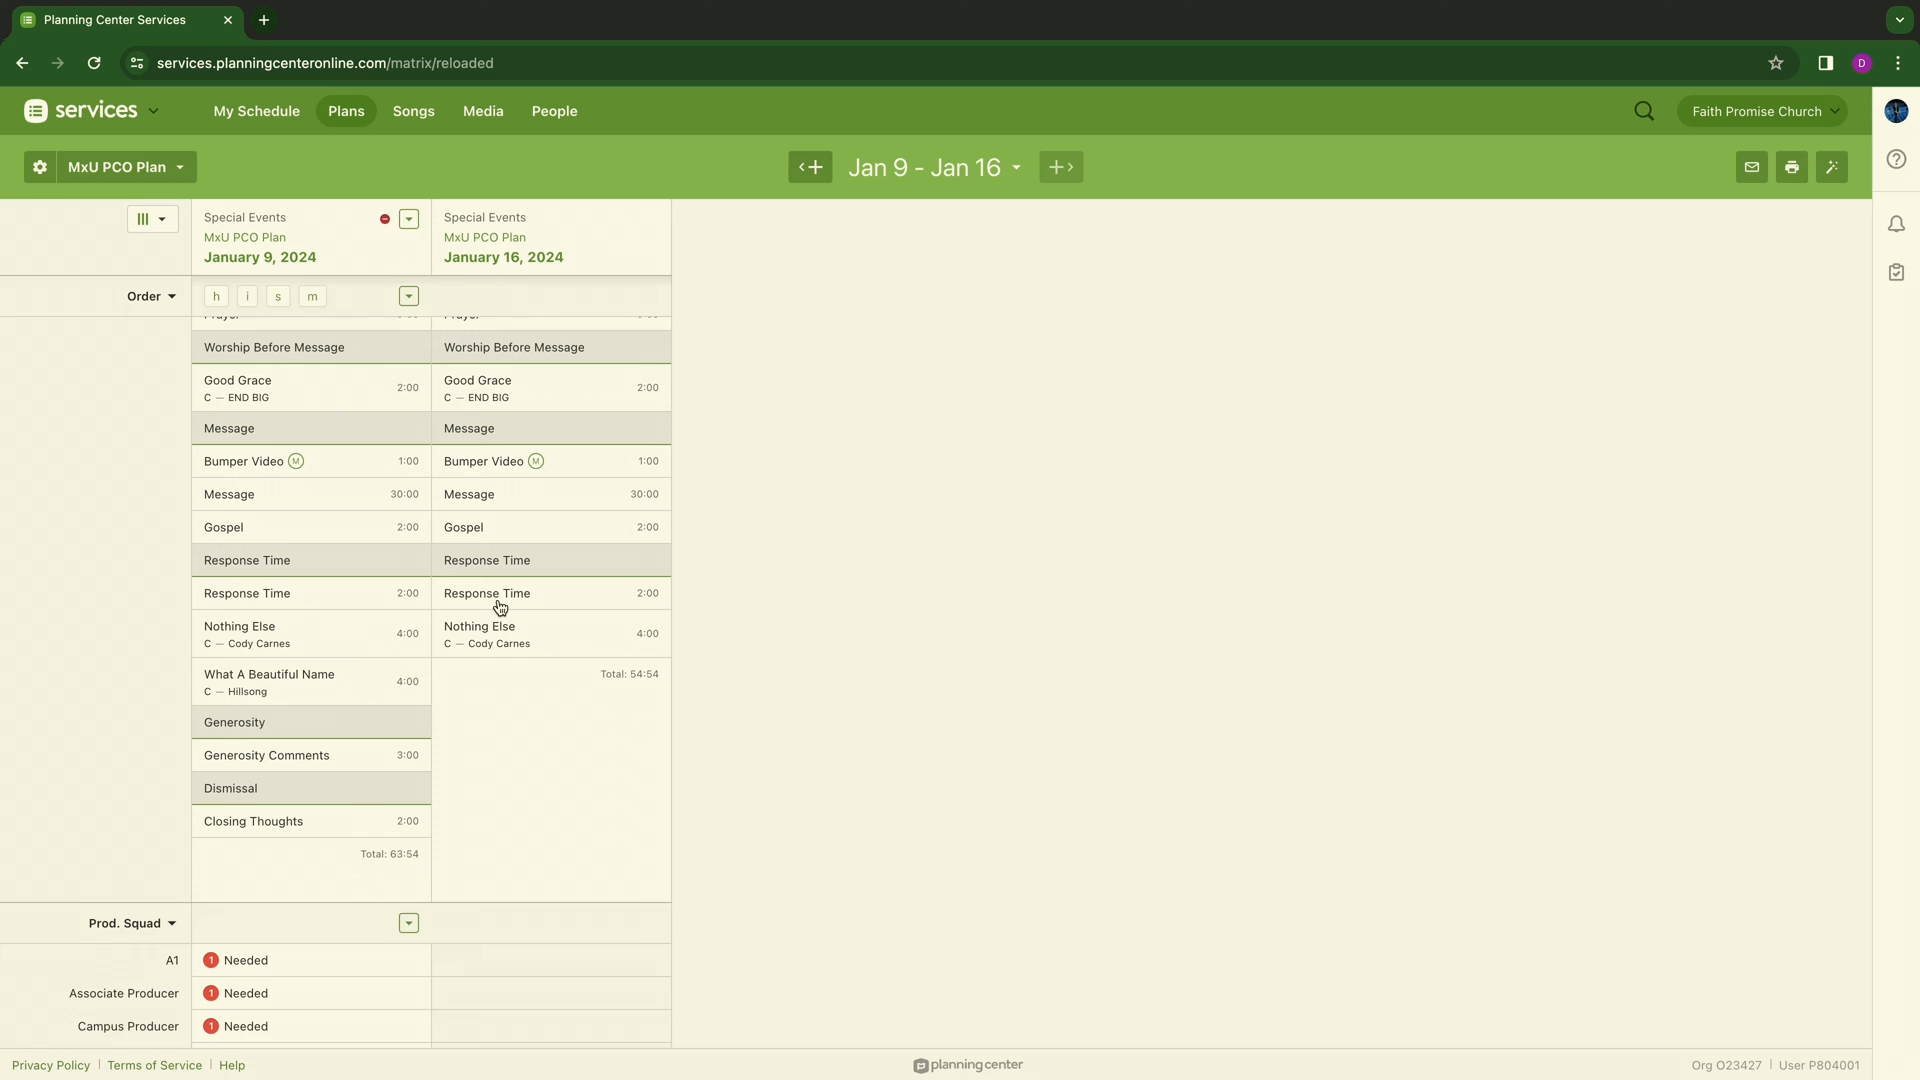 Planning Center Services
services.planningcenteronline.com/matrix/reloaded
services My Schedule Plans Songs Media People Faith Promise Church
D
MxU PCO Plan Jan 9 - Jan 16
Special Events Special Events
MxU PCO Plan MxU PCO Plan
January 9, 2024 January 16, 2024
Order h i s m
Worship Before Message Worship Before Message
Good Grace 2:00 Good Grace 2:00
C — END BIG C — END BIG
Message Message
Bumper Video M 1:00 Bumper Video M 1:00
Message 30:00 Message 30:00
Gospel 2:00 Gospel 2:00
Response Time Response Time
Response Time 2:00 Response Time 2:00
Nothing Else 4:00 Nothing Else 4:00
C — Cody Carnes C — Cody Carnes
What A Beautiful Name 4:00 Total: 54:54
C — Hillsong
Generosity
Generosity Comments 3:00
Dismissal
Closing Thoughts 2:00
Total: 63:54
Prod. Squad
A1 1 Needed
Associate Producer 1 Needed
Campus Producer 1 Needed
Privacy Policy Terms of Service Help planning center Org O23427 User P804001